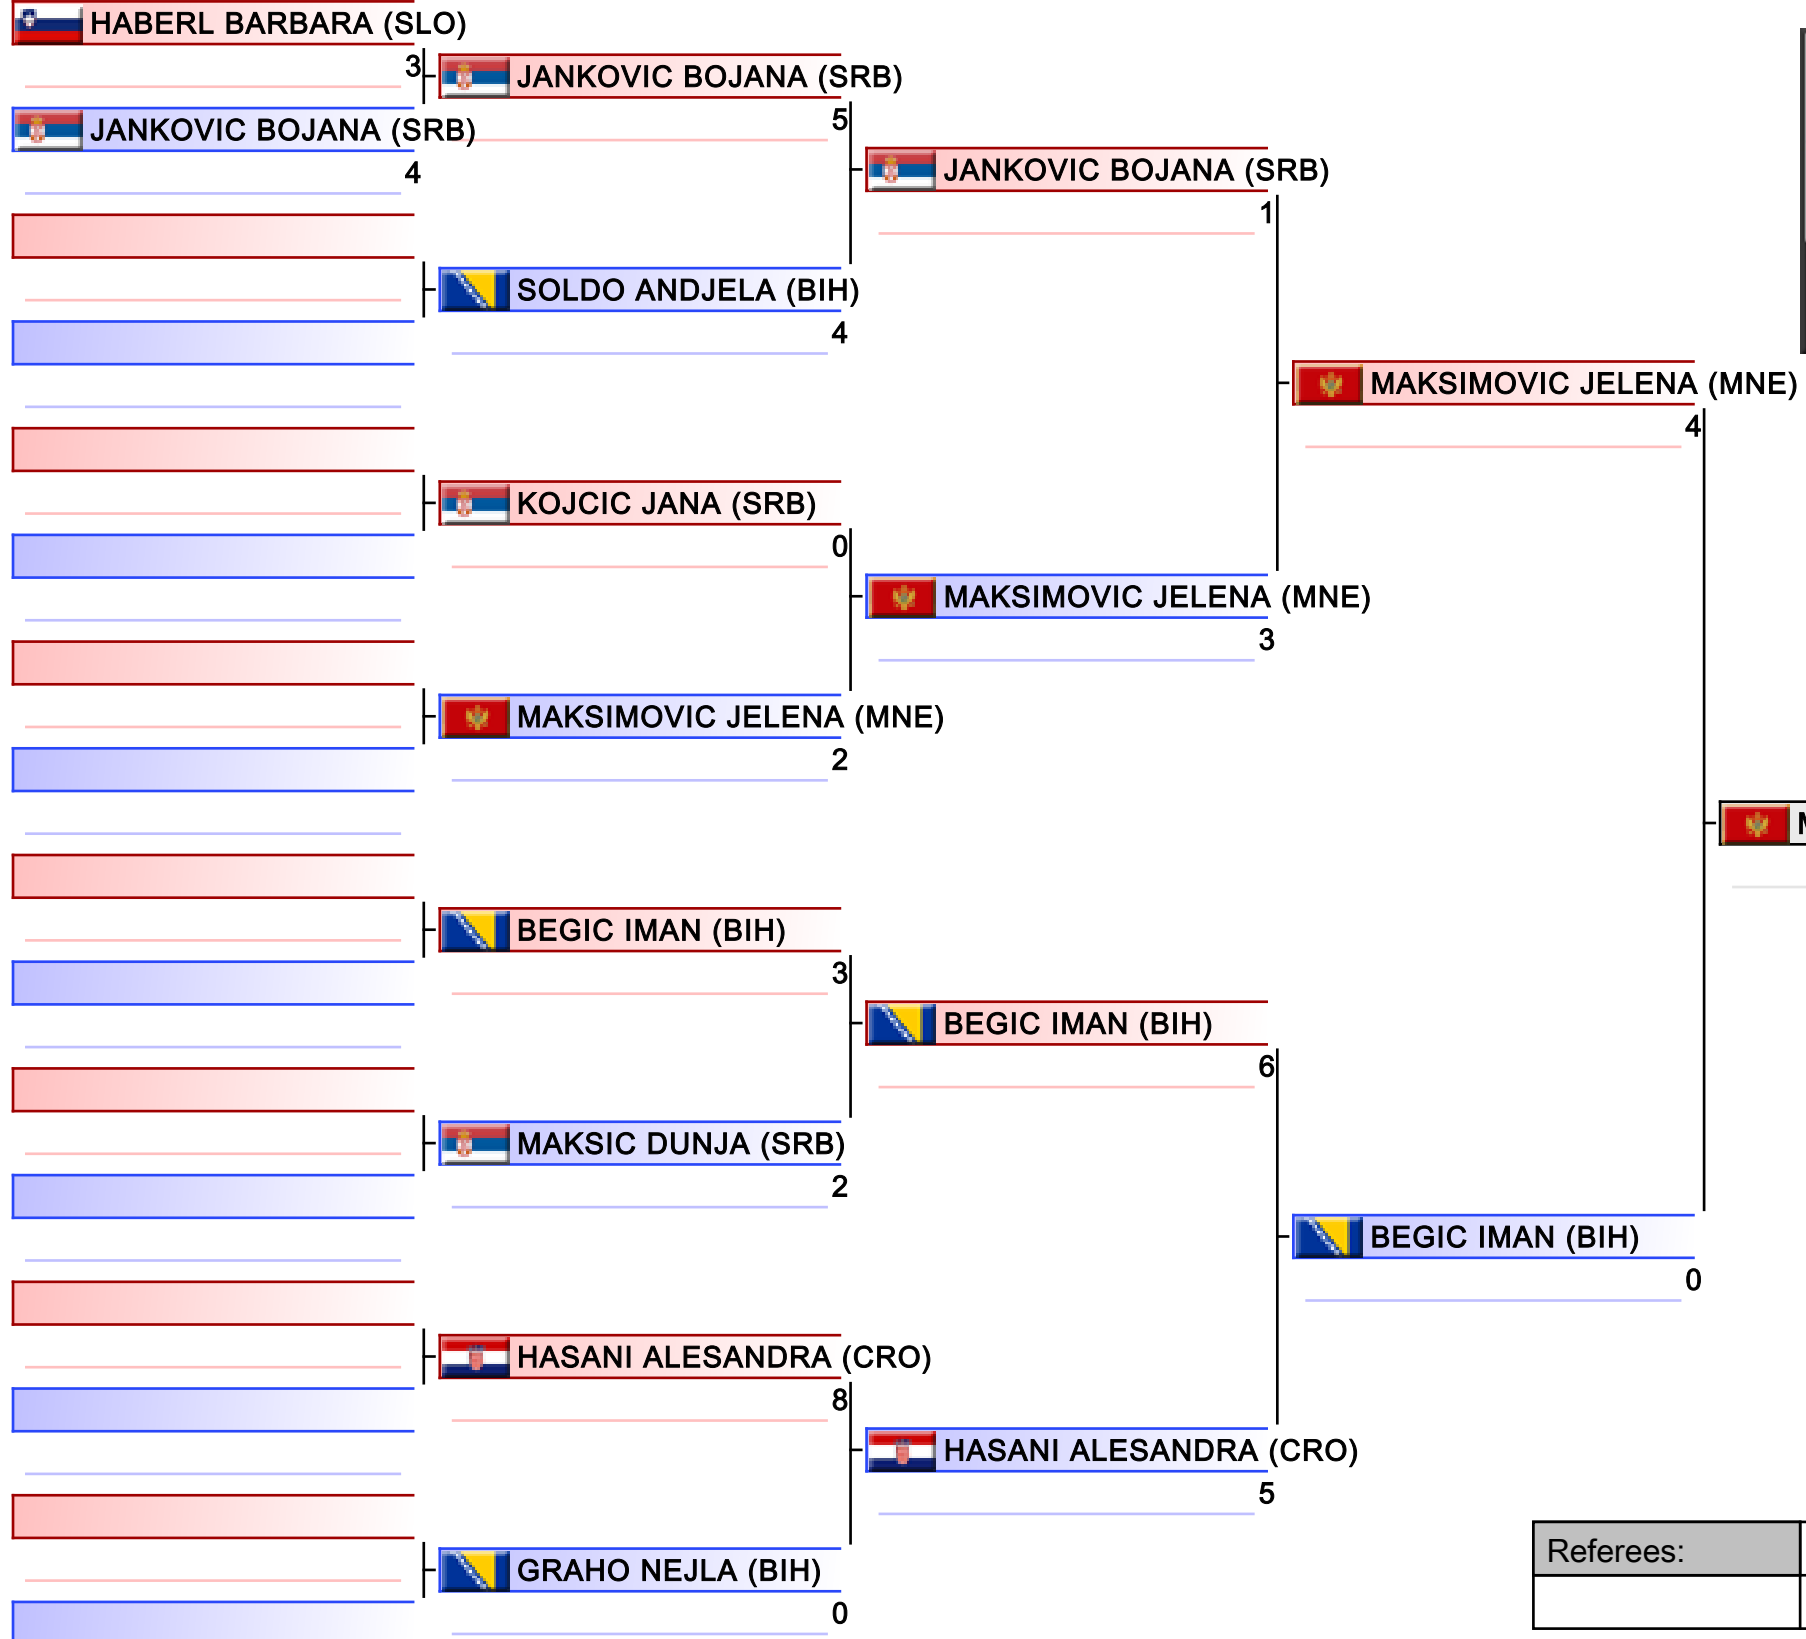 HABERL BARBARA (SLO)
3
JANKOVIC BOJANA (SRB)
4
JANKOVIC BOJANA (SRB)
5
SOLDO ANDJELA (BIH)
4
KOJCIC JANA (SRB)
0
MAKSIMOVIC JELENA (MNE)
2
BEGIC IMAN (BIH)
3
MAKSIC DUNJA (SRB)
2
HASANI ALESANDRA (CRO)
8
GRAHO NEJLA (BIH)
0
JANKOVIC BOJANA (SRB)
1
MAKSIMOVIC JELENA (MNE)
3
BEGIC IMAN (BIH)
6
HASANI ALESANDRA (CRO)
5
MAKSIMOVIC JELENA (MNE)
4
BEGIC IMAN (BIH)
0
Referees: